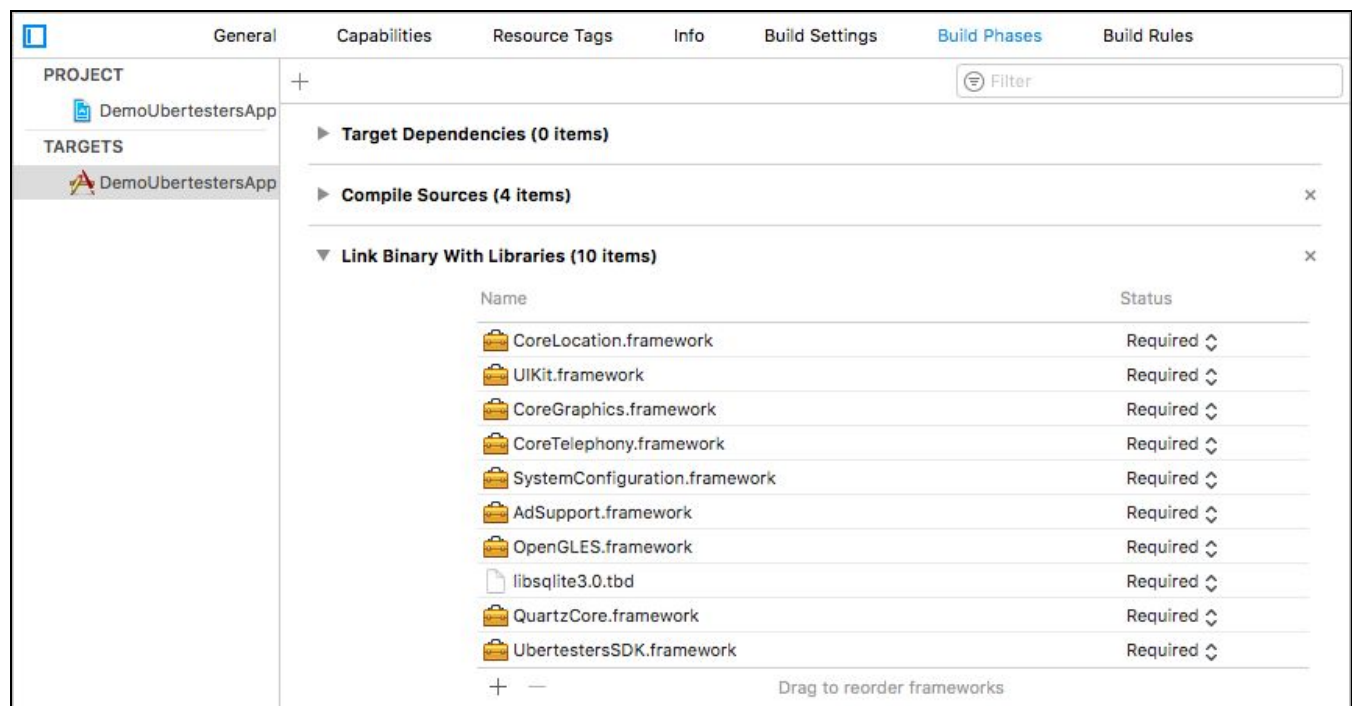 General Capabilities Resource Tags Info Build Settings Build Phases Build Rules
PROJECT
Filter
DemoUbertestersApp
Target Dependencies (0 items)
TARGETS
DemoUbertestersApp
Compile Sources (4 items)
Link Binary With Libraries (10 items)
Name Status
CoreLocation.framework Required
UIKit.framework Required
CoreGraphics.framework Required
CoreTelephony.framework Required
SystemConfiguration.framework Required
AdSupport.framework Required
OpenGLES.framework Required
libsqlite3.0.tbd Required
QuartzCore.framework Required
UbertestersSDK.framework Required
Drag to reorder frameworks